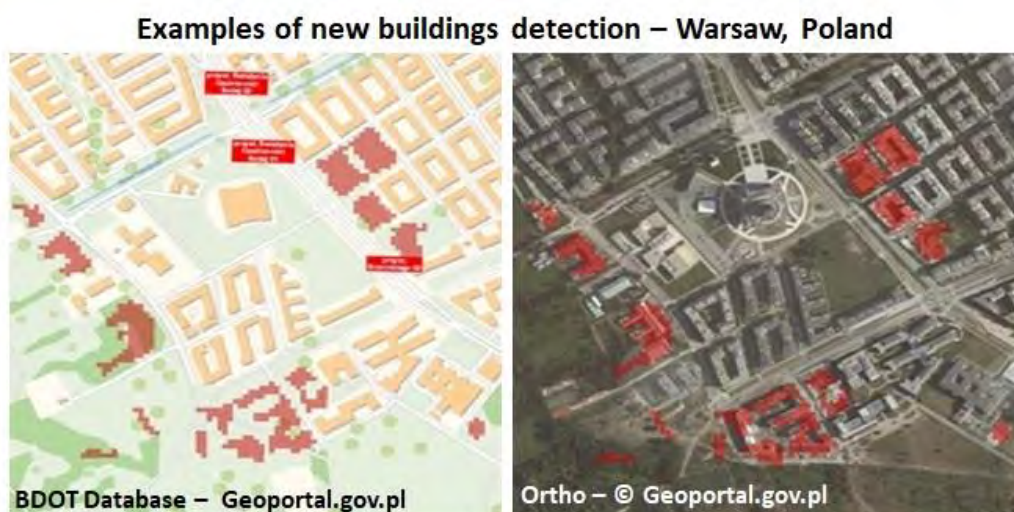 Examples of new buildings detection – Warsaw, Poland
BDOT Database – Geoportal.gov.pl
Ortho – © Geoportal.gov.pl